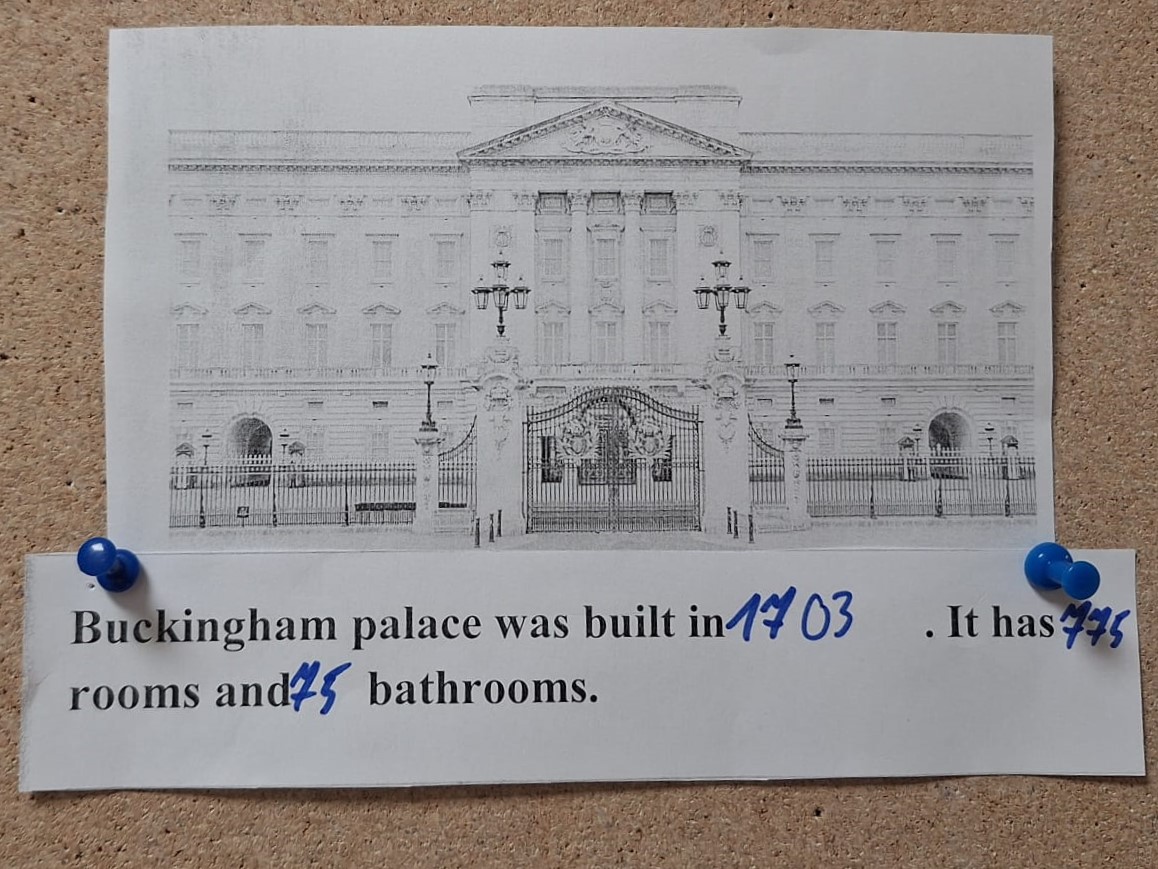 Buckingham palace was built in 1703 . It has 775
rooms and 75 bathrooms.